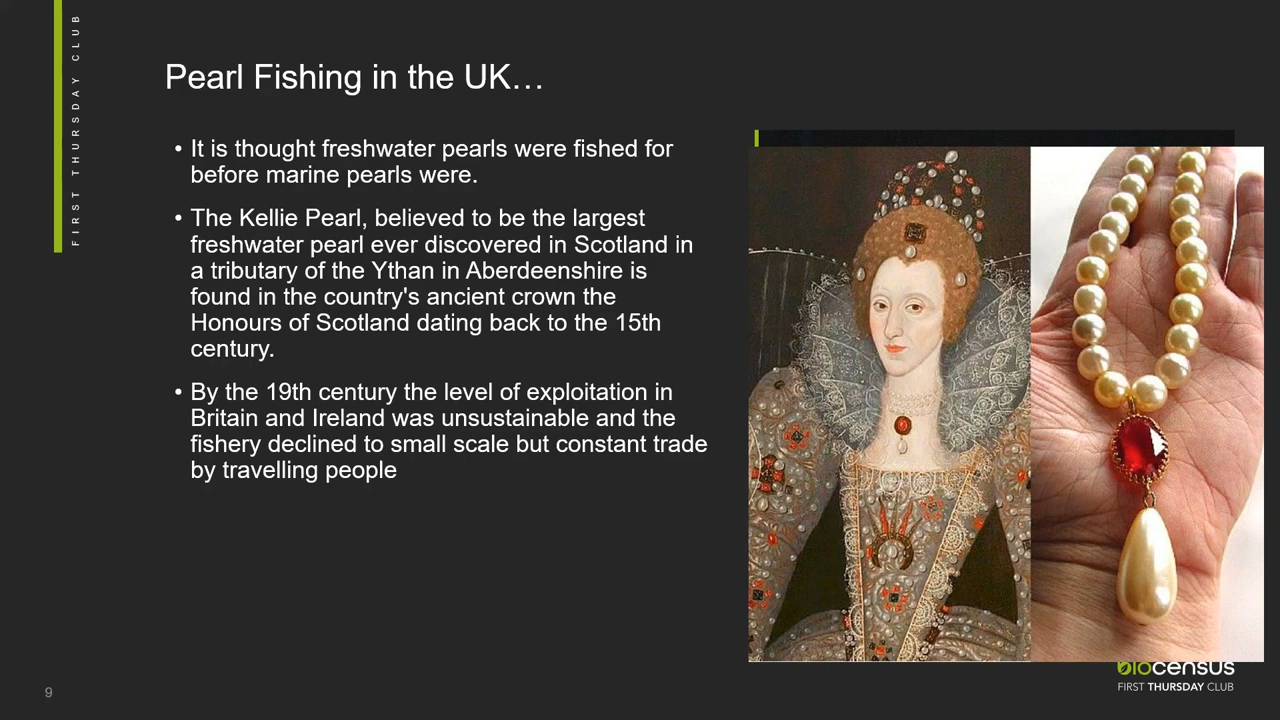 FIRST THURSDAY CLUB
Pearl Fishing in the UK…
• It is thought freshwater pearls were fished for
before marine pearls were.
• The Kellie Pearl, believed to be the largest
freshwater pearl ever discovered in Scotland in
a tributary of the Ythan in Aberdeenshire is
found in the country's ancient crown the
Honours of Scotland dating back to the 15th
century.
• By the 19th century the level of exploitation in
Britain and Ireland was unsustainable and the
fishery declined to small scale but constant trade
by travelling people
biocensus
FIRST THURSDAY CLUB
9